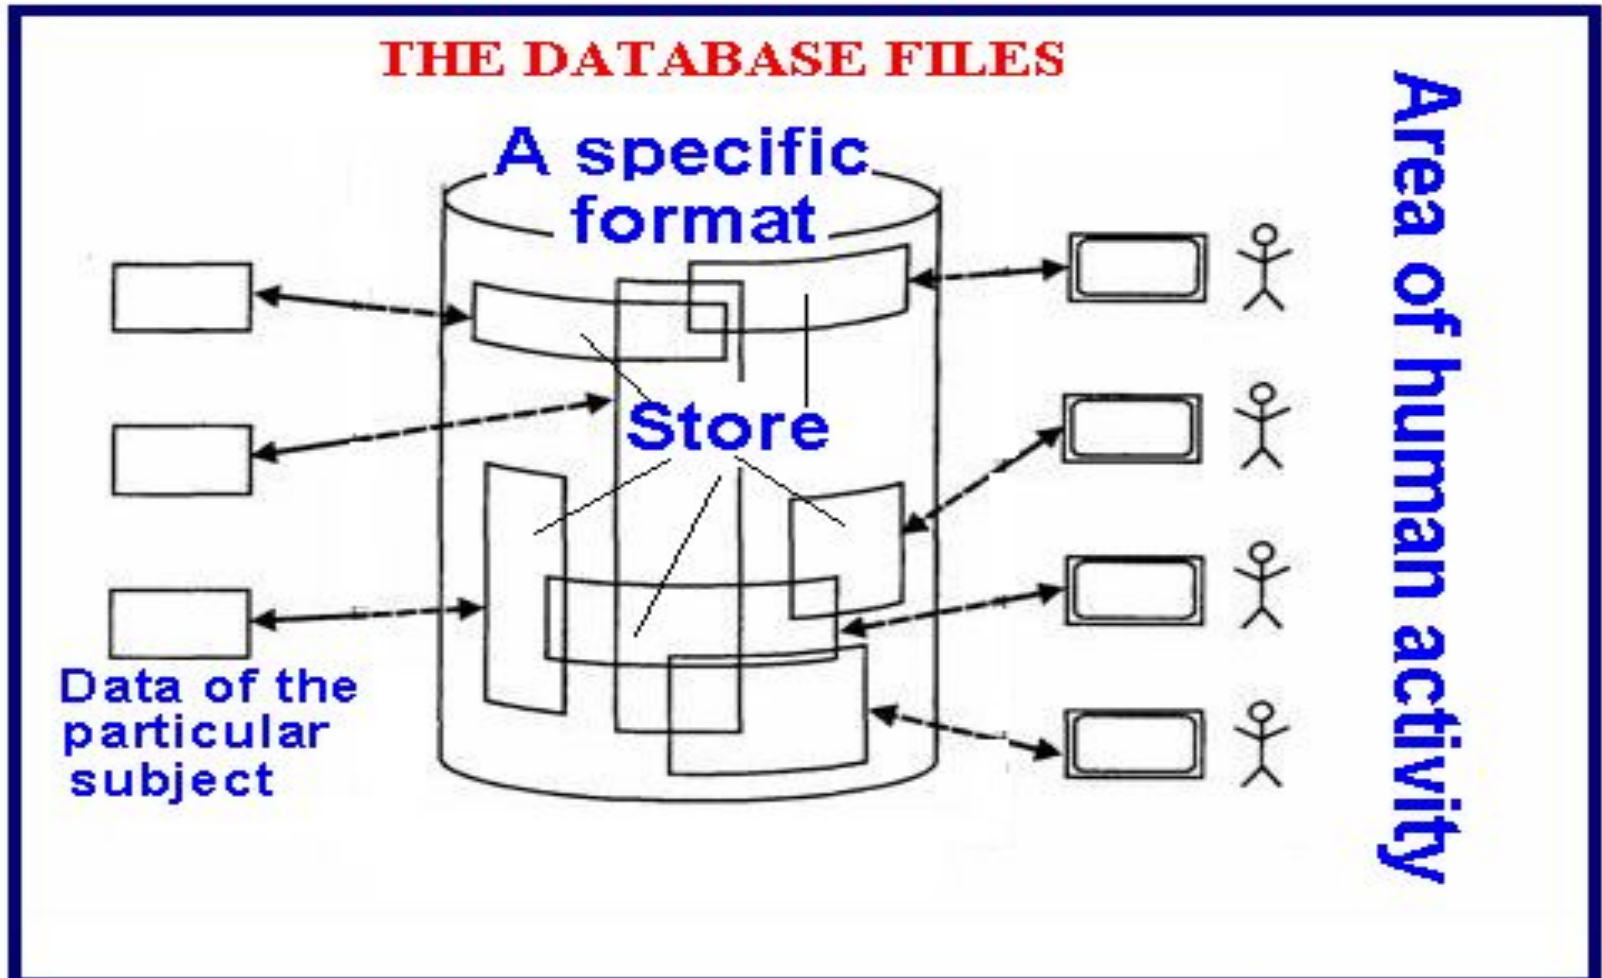 THE DATABASE FILES
A specific
format
Store
Data of the
particular
subject
Area of human activity